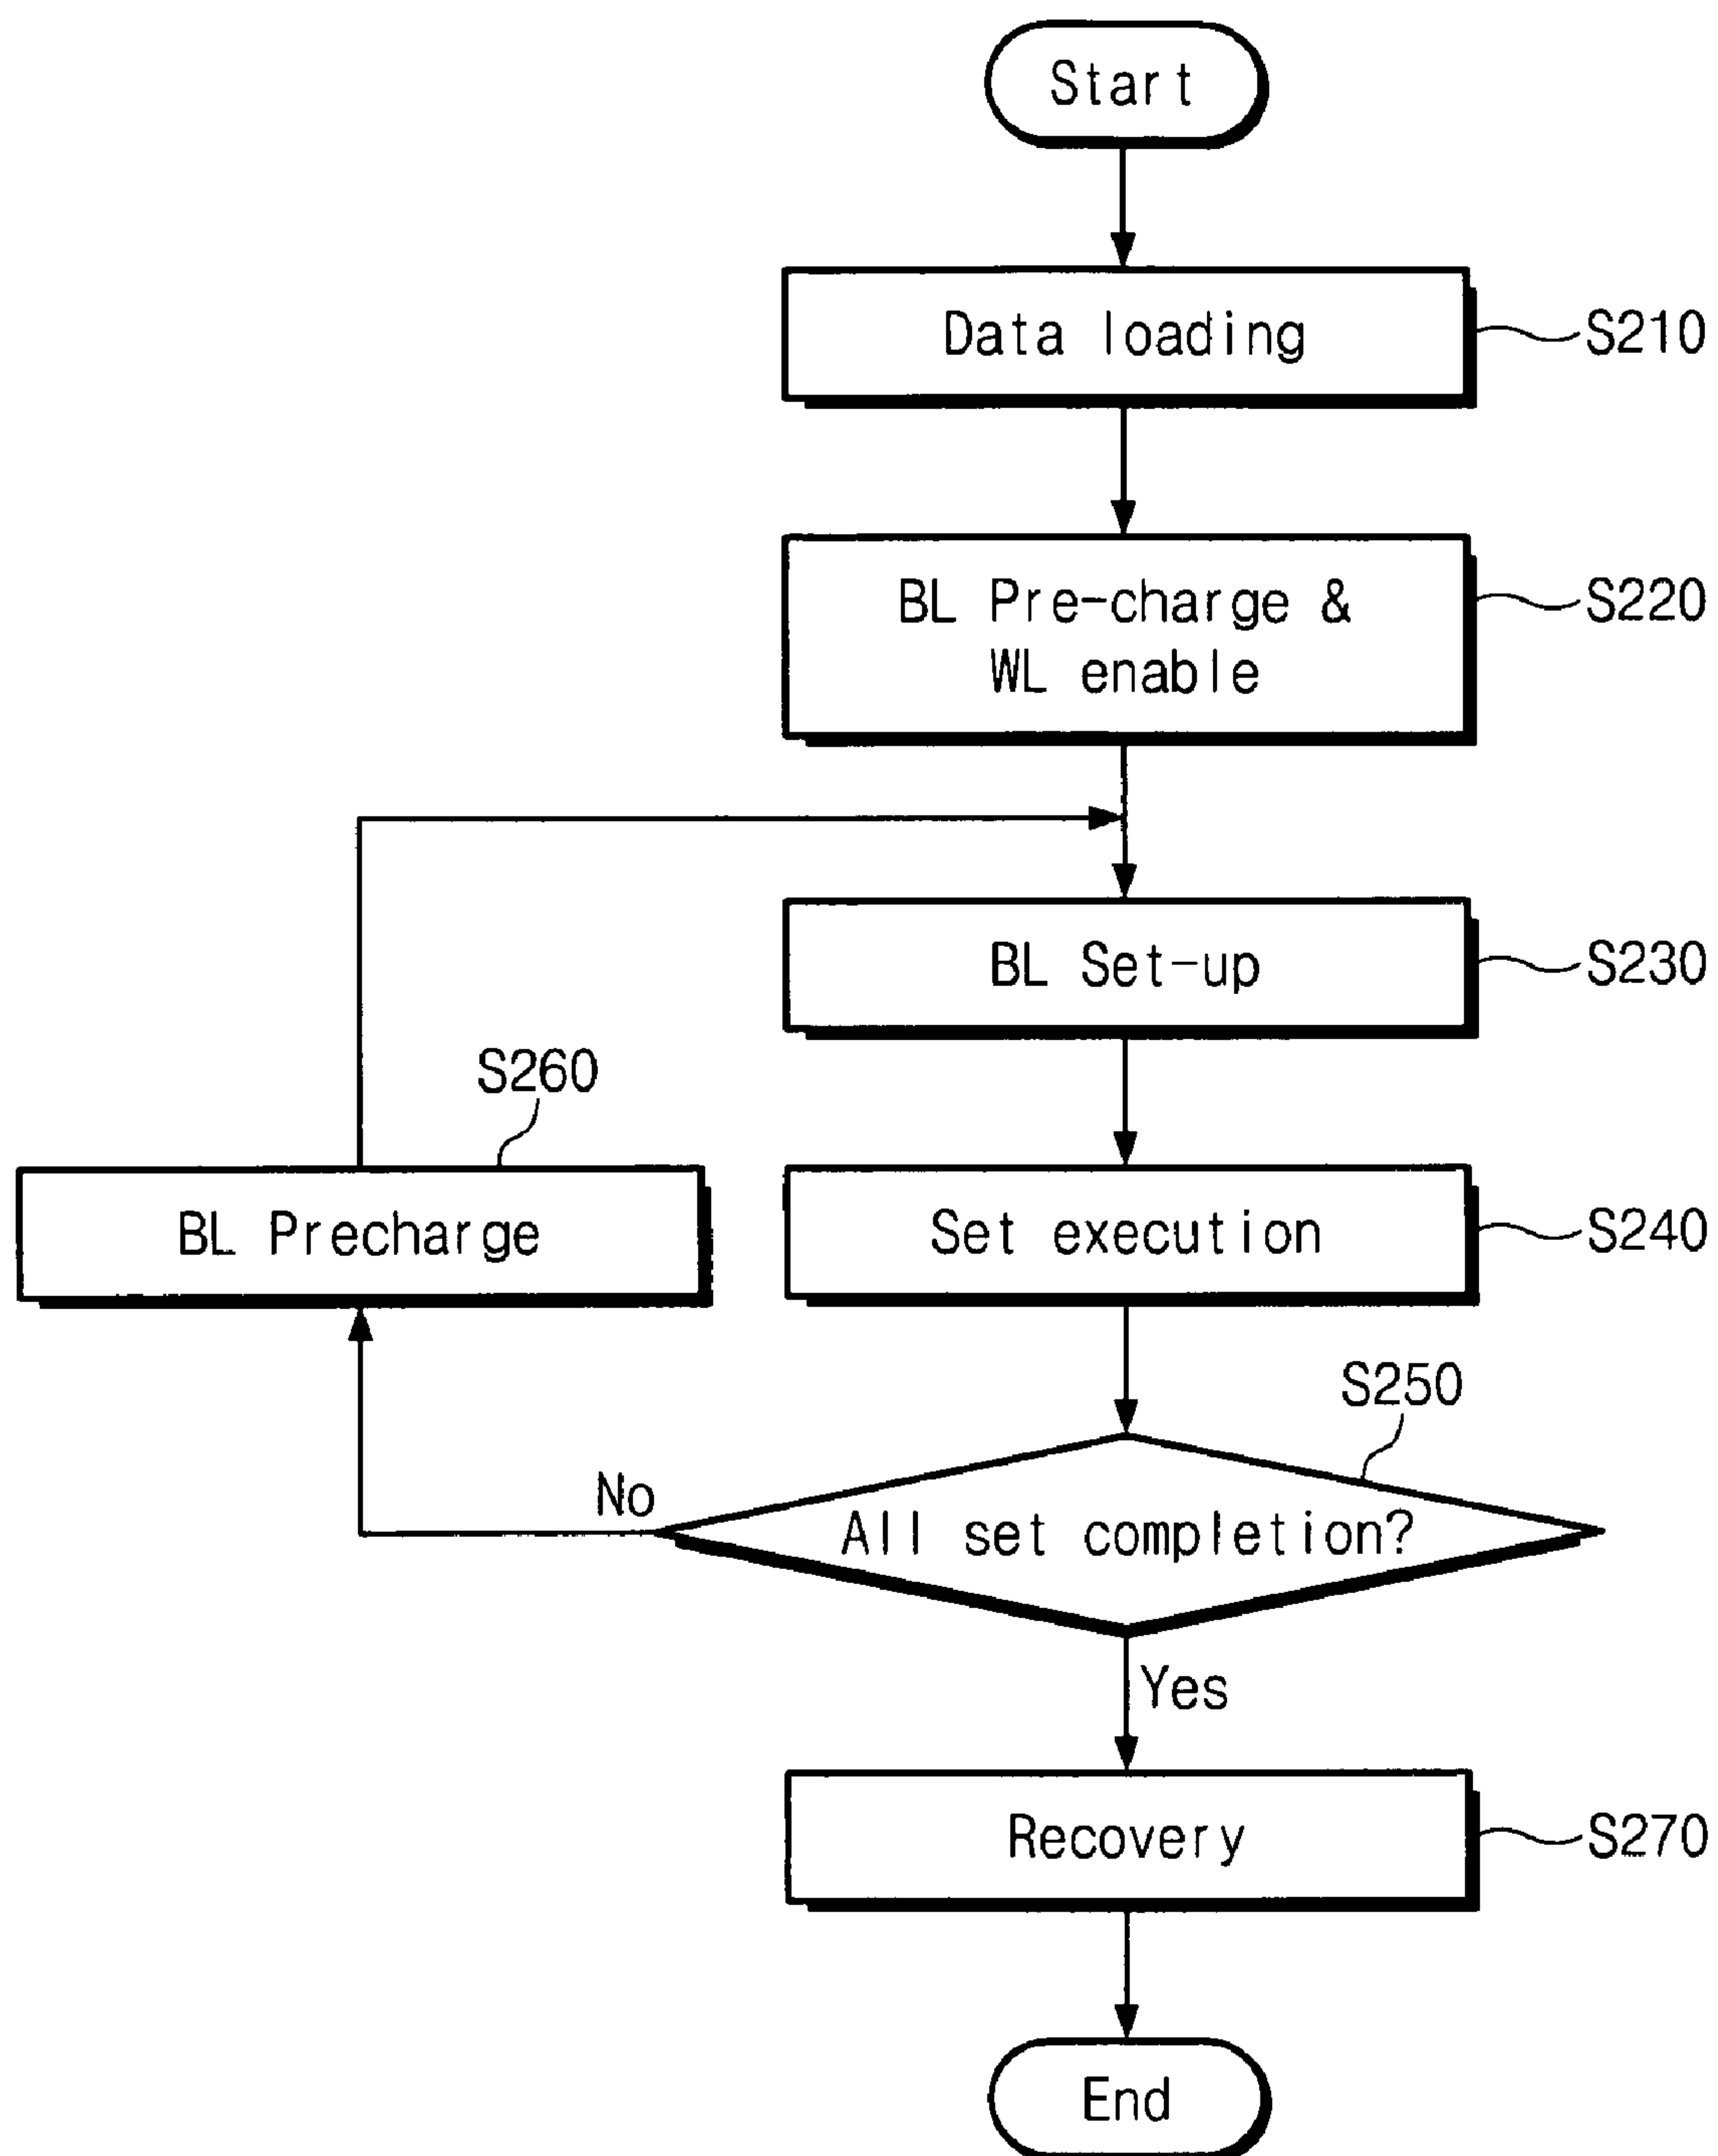 Start
Data loading
S210
BL Pre-charge &
WL enable
S220
BL Set-up
S230
S260
BL Precharge
Set execution
S240
S250
No
All set completion?
Yes
Recovery
S270
End